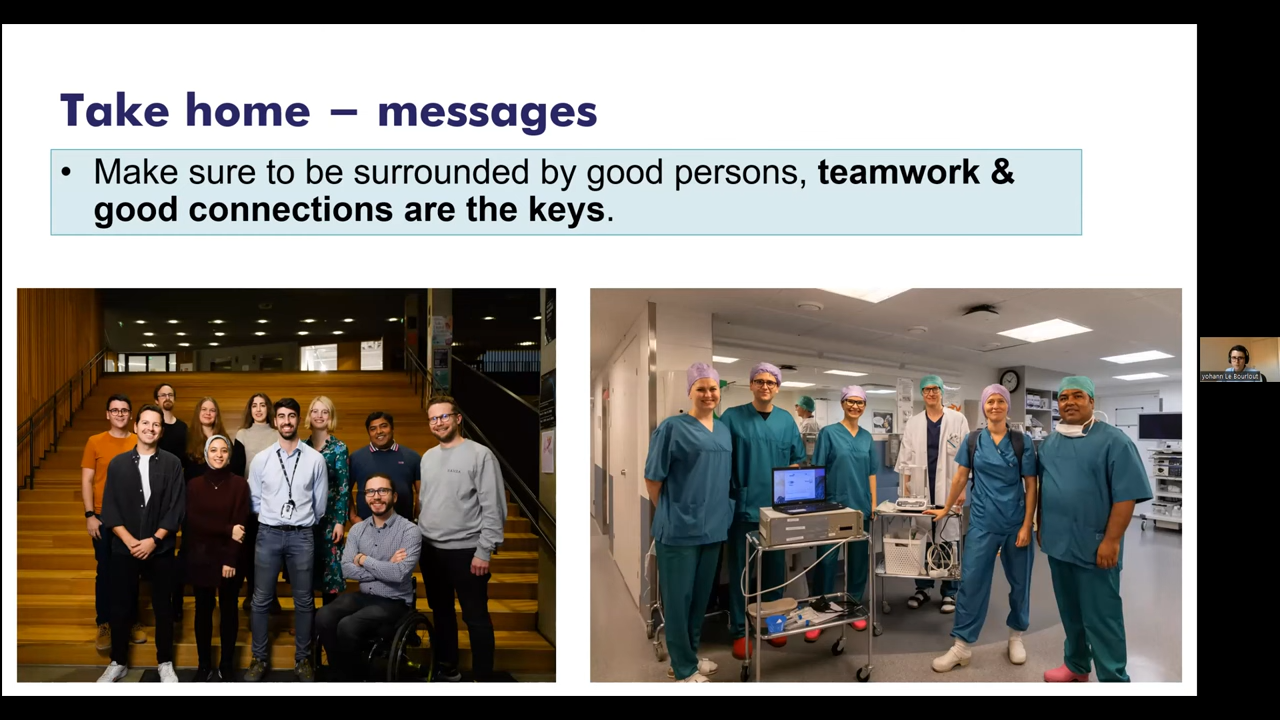 Take home – messages
• Make sure to be surrounded by good persons, teamwork &
good connections are the keys.
yohann Le Bourlout